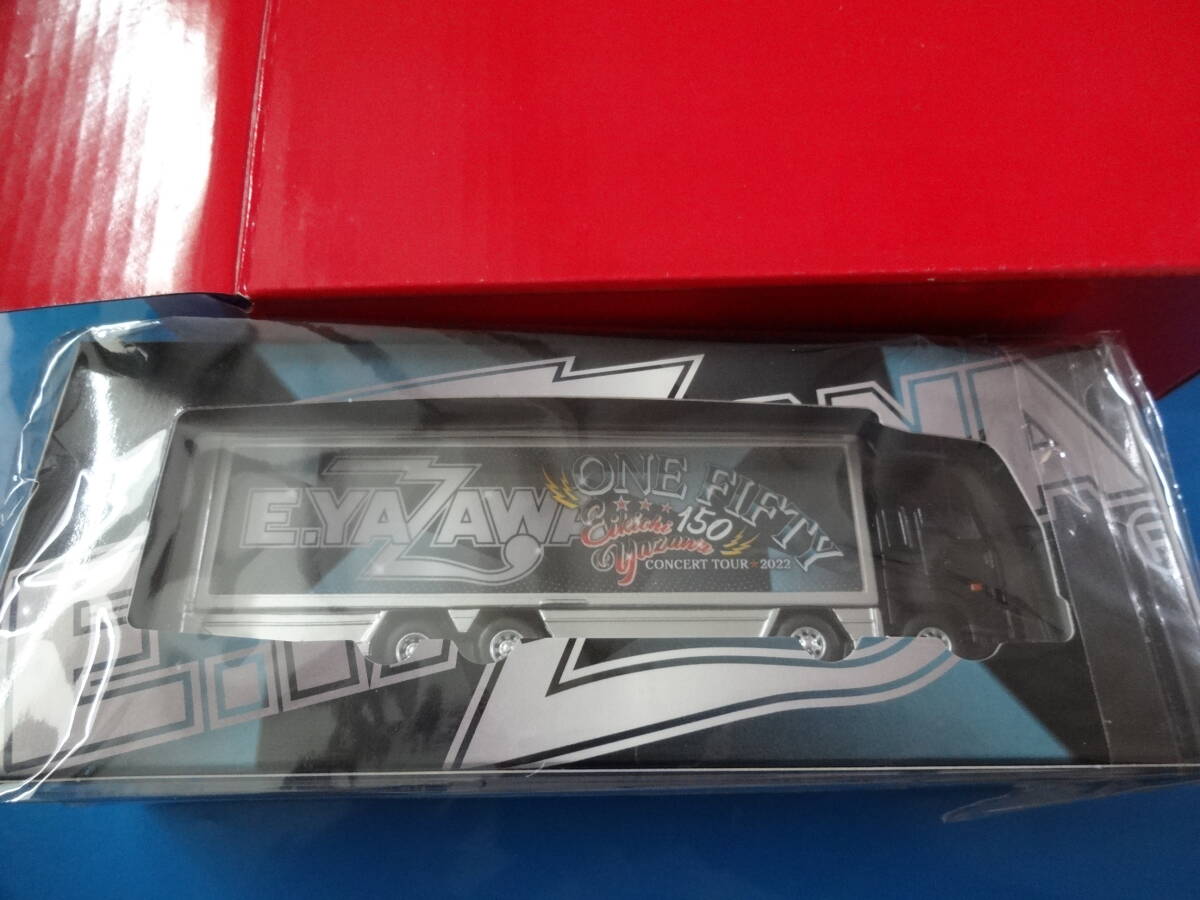 E.YAZAWA
ONE FIFTY
150
Eikichi
Yazawa
CONCERT TOUR★2022